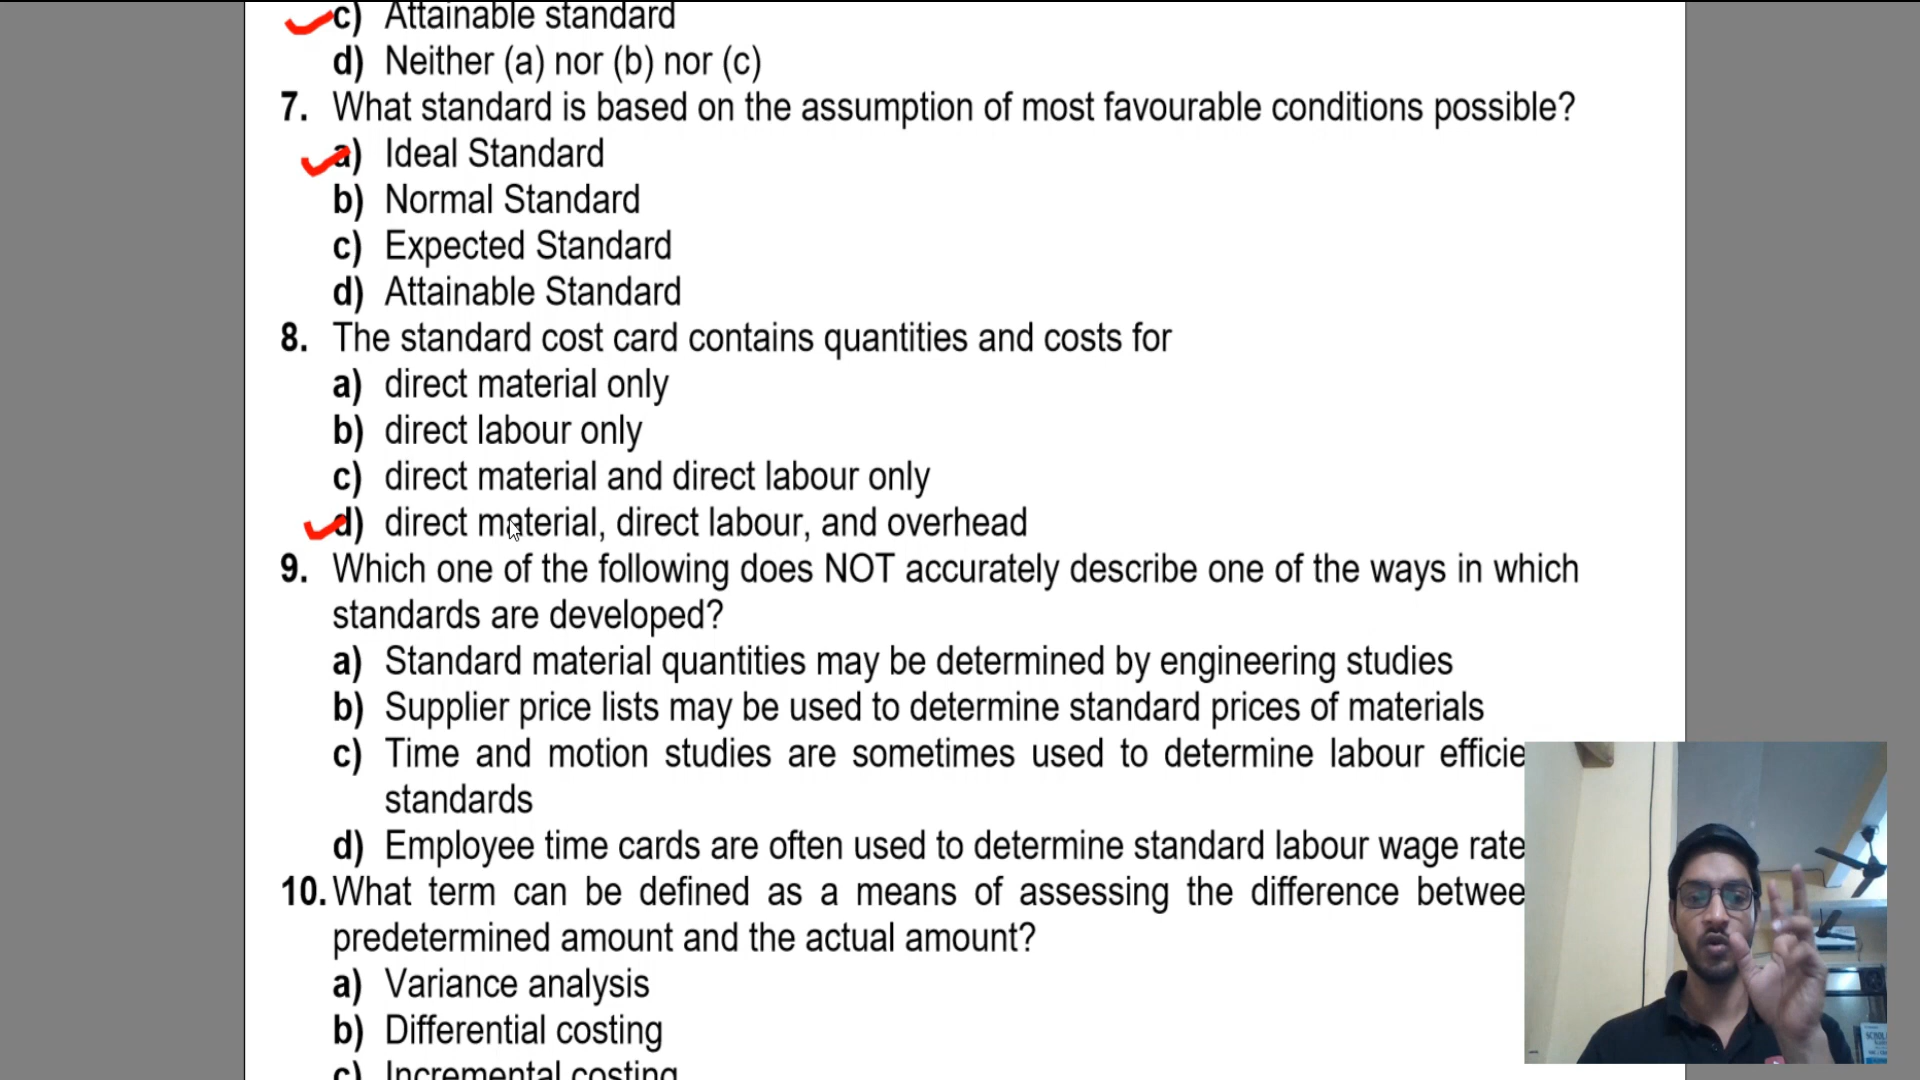 c) Attainable standard
d) Neither (a) nor (b) nor (c)
7. What standard is based on the assumption of most favourable conditions possible?
a) Ideal Standard
b) Normal Standard
c) Expected Standard
d) Attainable Standard
8. The standard cost card contains quantities and costs for
a) direct material only
b) direct labour only
c) direct material and direct labour only
d) direct material, direct labour, and overhead
9. Which one of the following does NOT accurately describe one of the ways in which
standards are developed?
a) Standard material quantities may be determined by engineering studies
b) Supplier price lists may be used to determine standard prices of materials
c) Time and motion studies are sometimes used to determine labour efficie
standards
d) Employee time cards are often used to determine standard labour wage rate
10. What term can be defined as a means of assessing the difference betwee
predetermined amount and the actual amount?
a) Variance analysis
b) Differential costing
c) Incremental costing